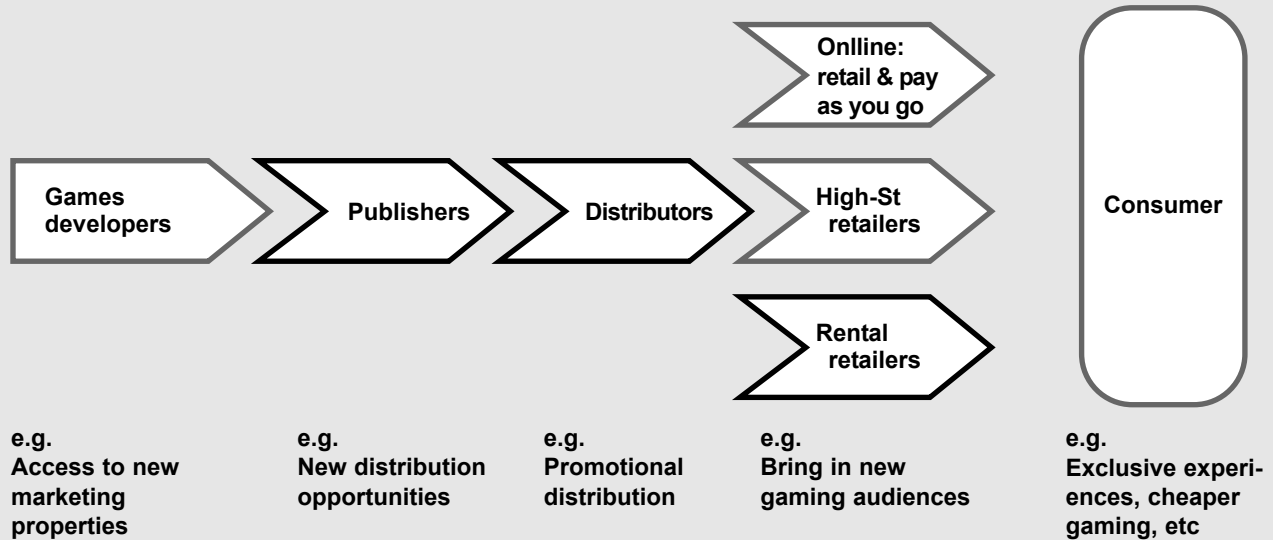 Onlline:
retail & pay
as you go
Games
developers
Publishers
Distributors
High-St
retailers
Consumer
Rental
retailers
e.g.
Access to new
marketing
properties
e.g.
New distribution
opportunities
e.g.
Promotional
distribution
e.g.
Bring in new
gaming audiences
e.g.
Exclusive experi-
ences, cheaper
gaming, etc